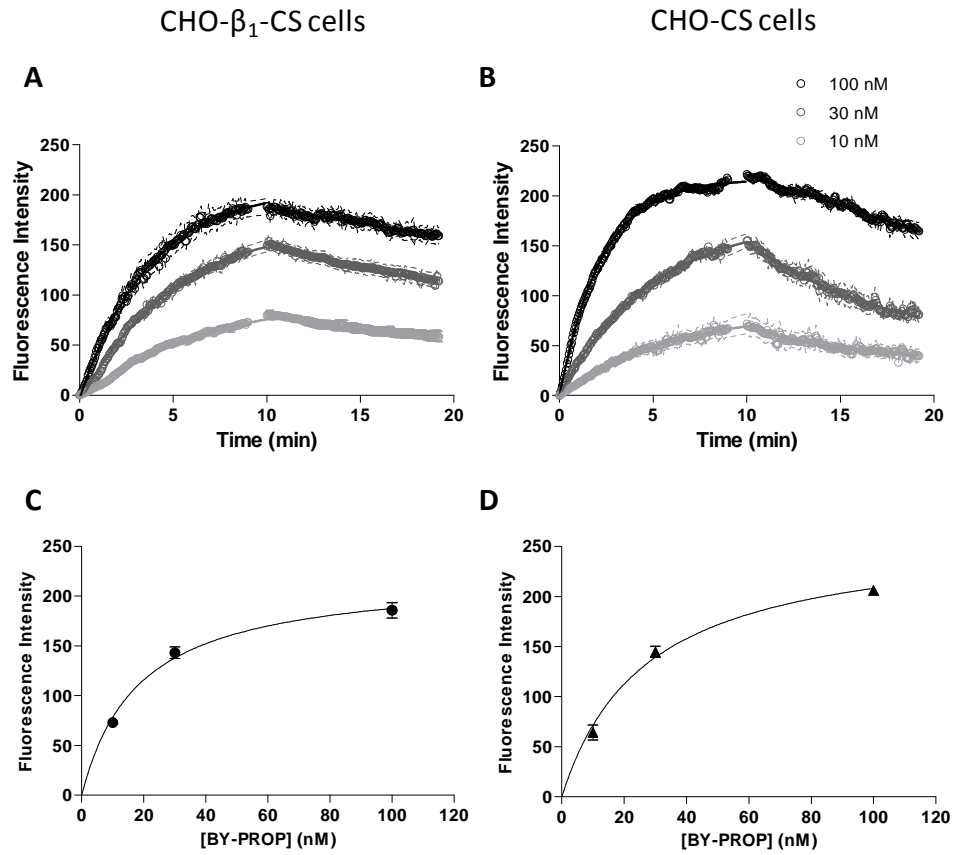 CHO-β₁-CS cells
CHO-CS cells
A
B
100 nM
30 nM
10 nM
Fluorescence Intensity
250
200
150
100
50
0
0 5 10 15 20
Time (min)
Fluorescence Intensity
250
200
150
100
50
0
0 5 10 15 20
Time (min)
C
D
Fluorescence Intensity
250
200
150
100
50
0
0 20 40 60 80 100 120
[BY-PROP] (nM)
Fluorescence Intensity
250
200
150
100
50
0
0 20 40 60 80 100 120
[BY-PROP] (nM)